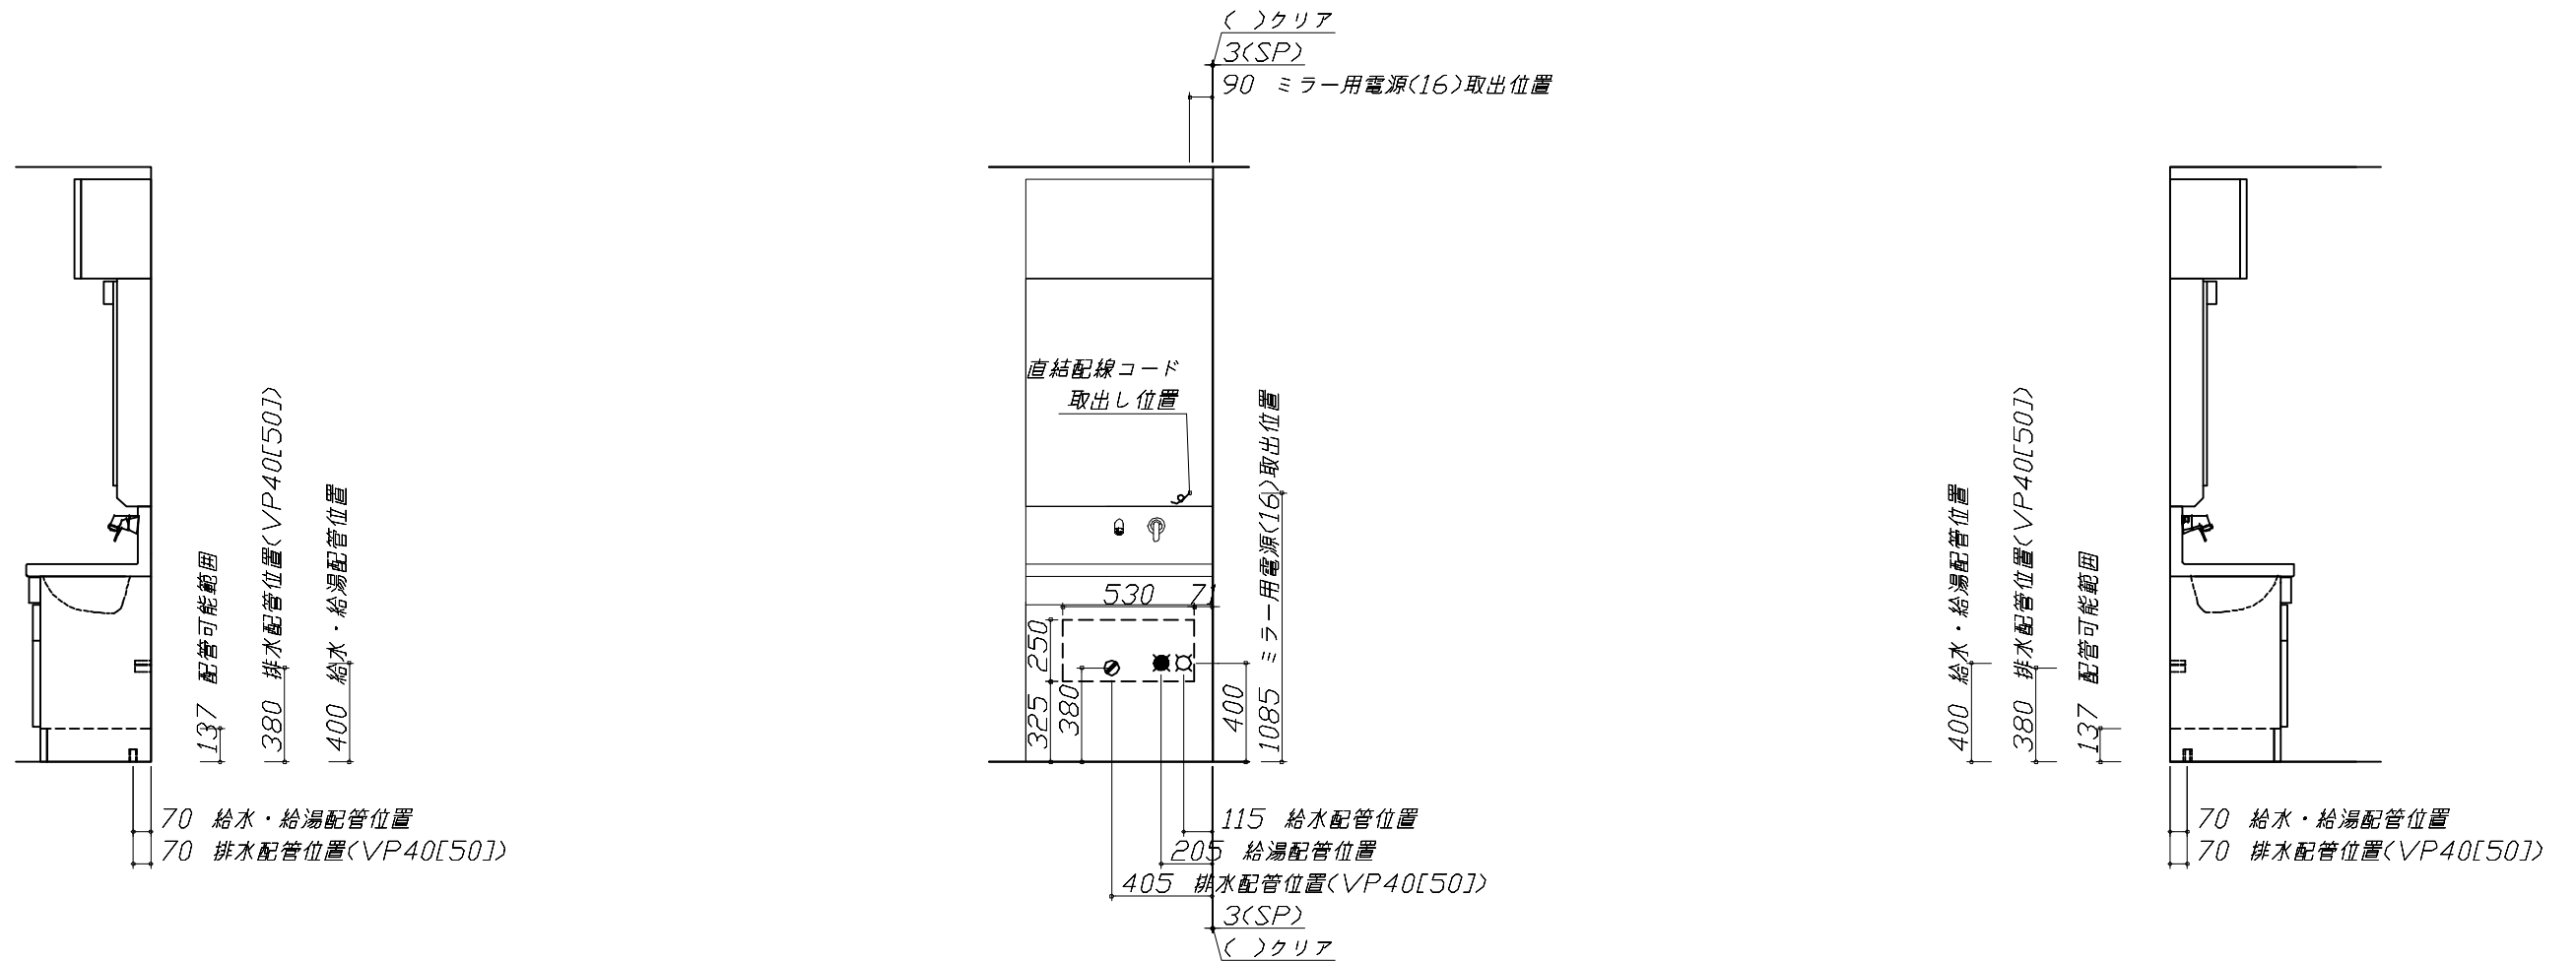 ( )クリア
3(SP)
90 ミラー用電源(16)取出位置
直結配線コード
取出し位置
1085 ミラー用電源(16)取出位置
530
71
250
325
380
400
137 配管可能範囲
380 排水配管位置(VP40[50])
400 給水・給湯配管位置
70 給水・給湯配管位置
70 排水配管位置(VP40[50])
115 給水配管位置
205 給湯配管位置
405 排水配管位置(VP40[50])
3(SP)
( )クリア
400 給水・給湯配管位置
380 排水配管位置(VP40[50])
137 配管可能範囲
70 給水・給湯配管位置
70 排水配管位置(VP40[50])